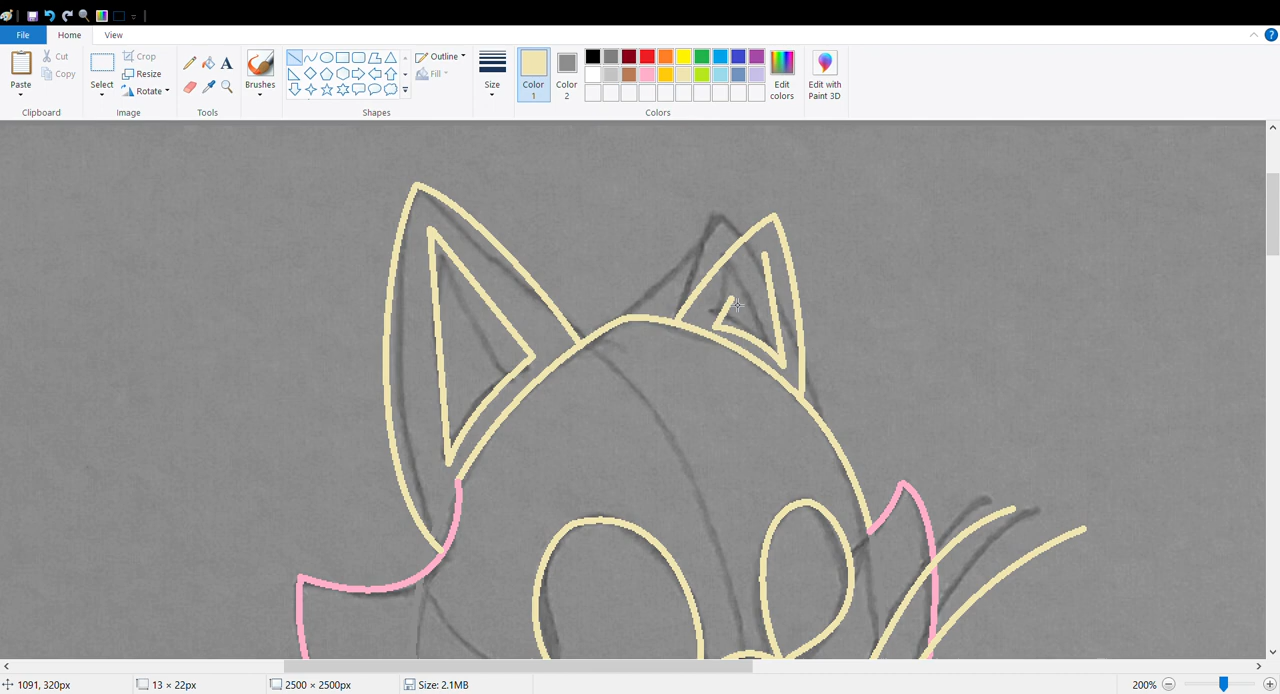 File Home View
Paste
Cut
Copy
Clipboard
Select
Crop
Resize
Rotate
Image
A
Tools
Brushes
Outline
Fill
Shapes
Size
Color
1
Color
2
Edit
colors
Colors
Edit with
Paint 3D
?
1091, 320px 13 × 22px 2500 × 2500px Size: 2.1MB 200%